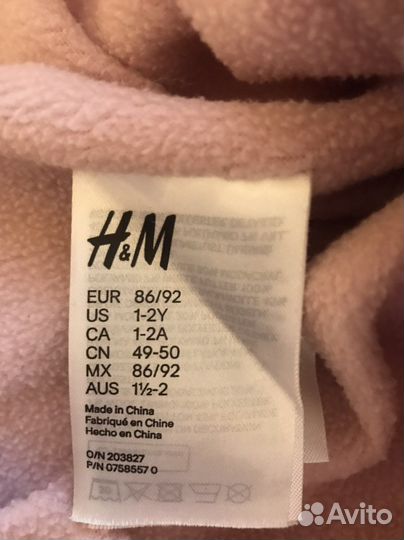 H&M
EUR 86/92
US 1-2Y
CA 1-2A
CN 49-50
MX 86/92
AUS 1½-2
Made in China
Fabriqué en Chine
Hecho en China
O/N 203827
P/N 0758557 0
Avito